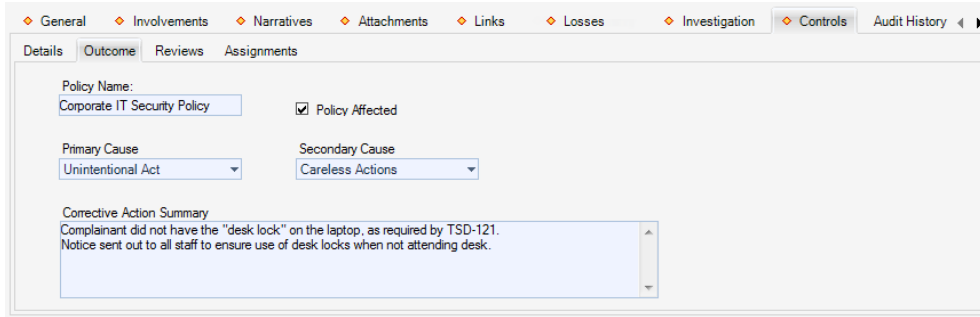 General Involvements Narratives Attachments Links Losses Investigation Controls Audit History
Details Outcome Reviews Assignments
Policy Name:
Corporate IT Security Policy
Policy Affected
Primary Cause Secondary Cause
Unintentional Act Careless Actions
Corrective Action Summary
Complainant did not have the "desk lock" on the laptop, as required by TSD-121.
Notice sent out to all staff to ensure use of desk locks when not attending desk.